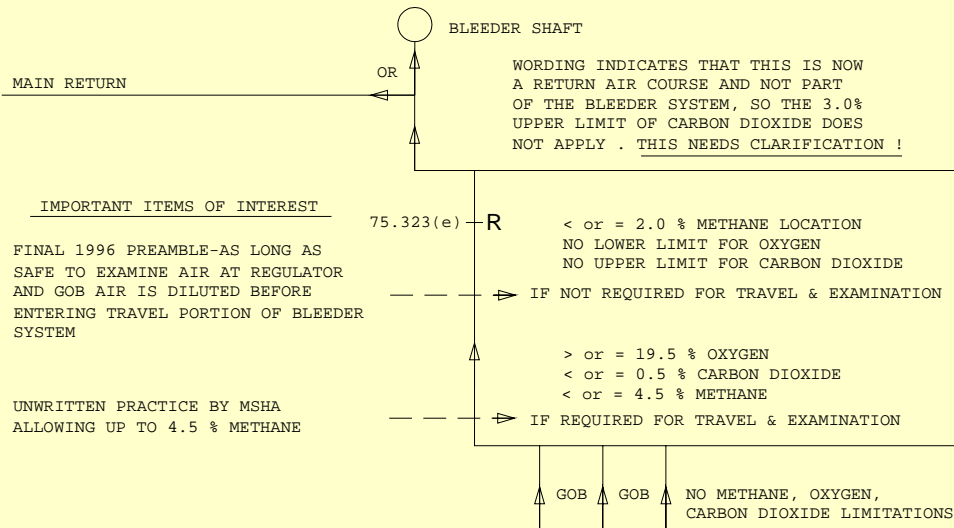 BLEEDER SHAFT
OR
MAIN RETURN
WORDING INDICATES THAT THIS IS NOW
A RETURN AIR COURSE AND NOT PART
OF THE BLEEDER SYSTEM, SO THE 3.0%
UPPER LIMIT OF CARBON DIOXIDE DOES
NOT APPLY . THIS NEEDS CLARIFICATION !
IMPORTANT ITEMS OF INTEREST
FINAL 1996 PREAMBLE-AS LONG AS
SAFE TO EXAMINE AIR AT REGULATOR
AND GOB AIR IS DILUTED BEFORE
ENTERING TRAVEL PORTION OF BLEEDER
SYSTEM
75.323(e) R
< or = 2.0 % METHANE LOCATION
NO LOWER LIMIT FOR OXYGEN
NO UPPER LIMIT FOR CARBON DIOXIDE
IF NOT REQUIRED FOR TRAVEL & EXAMINATION
> or = 19.5 % OXYGEN
< or = 0.5 % CARBON DIOXIDE
< or = 4.5 % METHANE
UNWRITTEN PRACTICE BY MSHA
ALLOWING UP TO 4.5 % METHANE
IF REQUIRED FOR TRAVEL & EXAMINATION
GOB GOB
NO METHANE, OXYGEN,
CARBON DIOXIDE LIMITATIONS